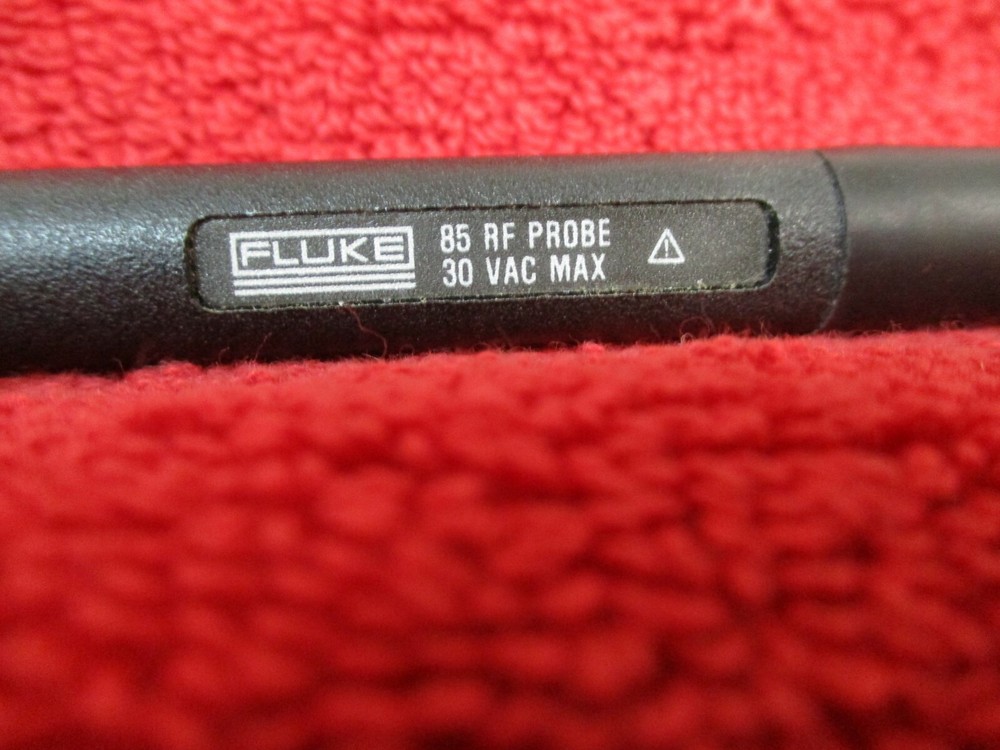 FLUKE
85 RF PROBE
30 VAC MAX